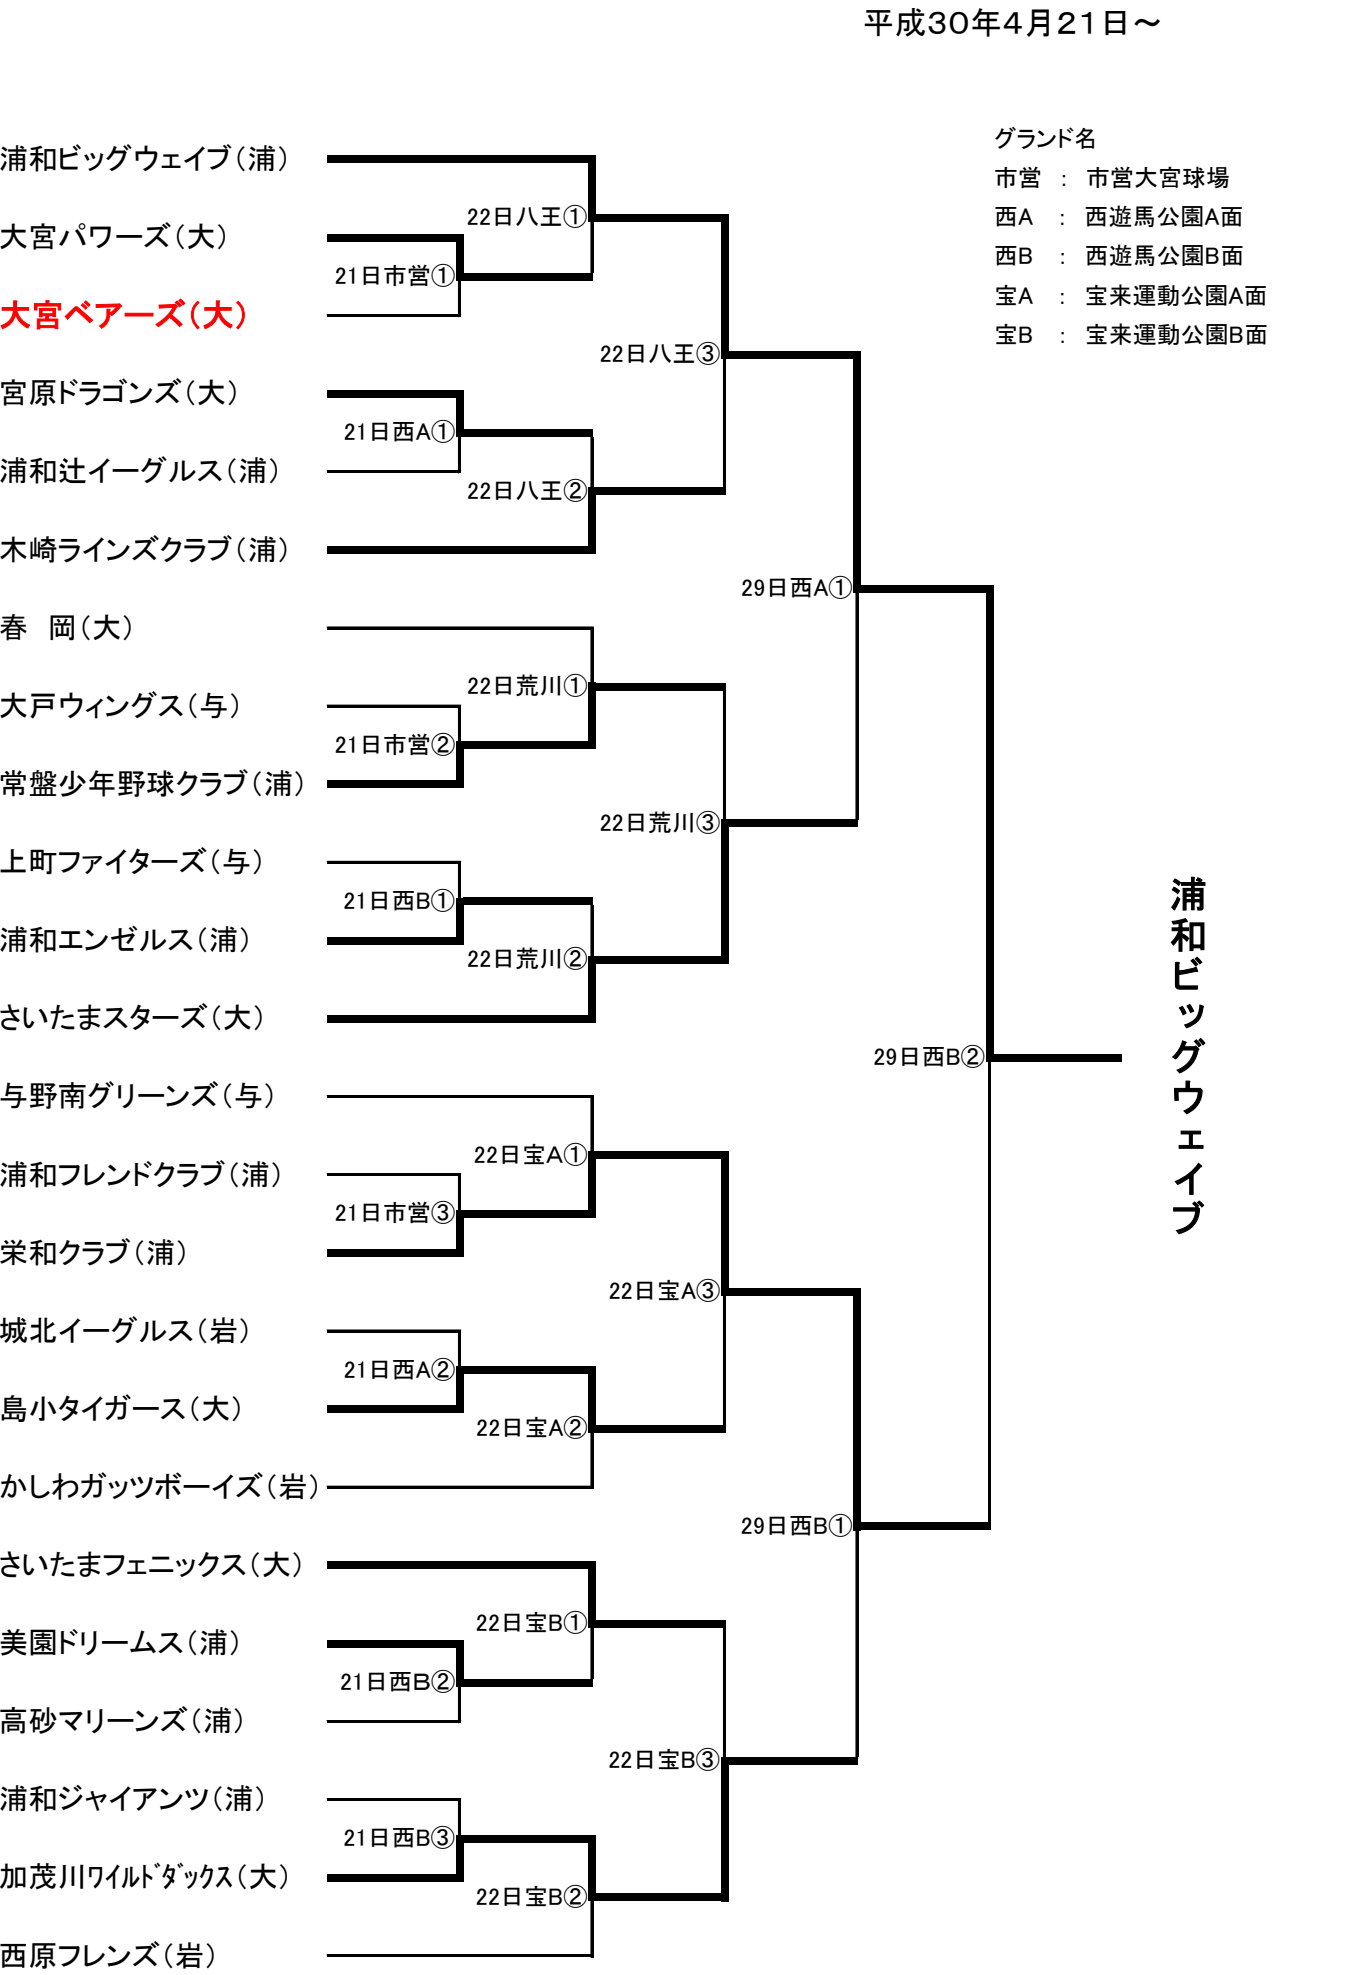 平成３０年４月２１日～
グランド名
市営　：　市営大宮球場
西A　：　西遊馬公園A面
西B　：　西遊馬公園B面
宝A　：　宝来運動公園A面
宝B　：　宝来運動公園B面
浦和ビッグウェイブ（浦）
22日八王①
大宮パワーズ（大）
21日市営①
大宮ベアーズ（大）
22日八王③
宮原ドラゴンズ（大）
21日西A①
浦和辻イーグルス（浦）
22日八王②
木崎ラインズクラブ（浦）
29日西A①
春　岡（大）
22日荒川①
大戸ウィングス（与）
21日市営②
常盤少年野球クラブ（浦）
22日荒川③
上町ファイターズ（与）
21日西B①
浦和エンゼルス（浦）
22日荒川②
さいたまスターズ（大）
29日西B②
浦和ビッグウェイブ
与野南グリーンズ（与）
22日宝A①
浦和フレンドクラブ（浦）
21日市営③
栄和クラブ（浦）
22日宝A③
城北イーグルス（岩）
21日西A②
島小タイガース（大）
22日宝A②
かしわガッツボーイズ（岩）
29日西B①
さいたまフェニックス（大）
22日宝B①
美園ドリームス（浦）
21日西B②
高砂マリーンズ（浦）
22日宝B③
浦和ジャイアンツ（浦）
21日西B③
加茂川ﾜｲﾙﾄﾞﾀﾞｯｸｽ（大）
22日宝B②
西原フレンズ（岩）